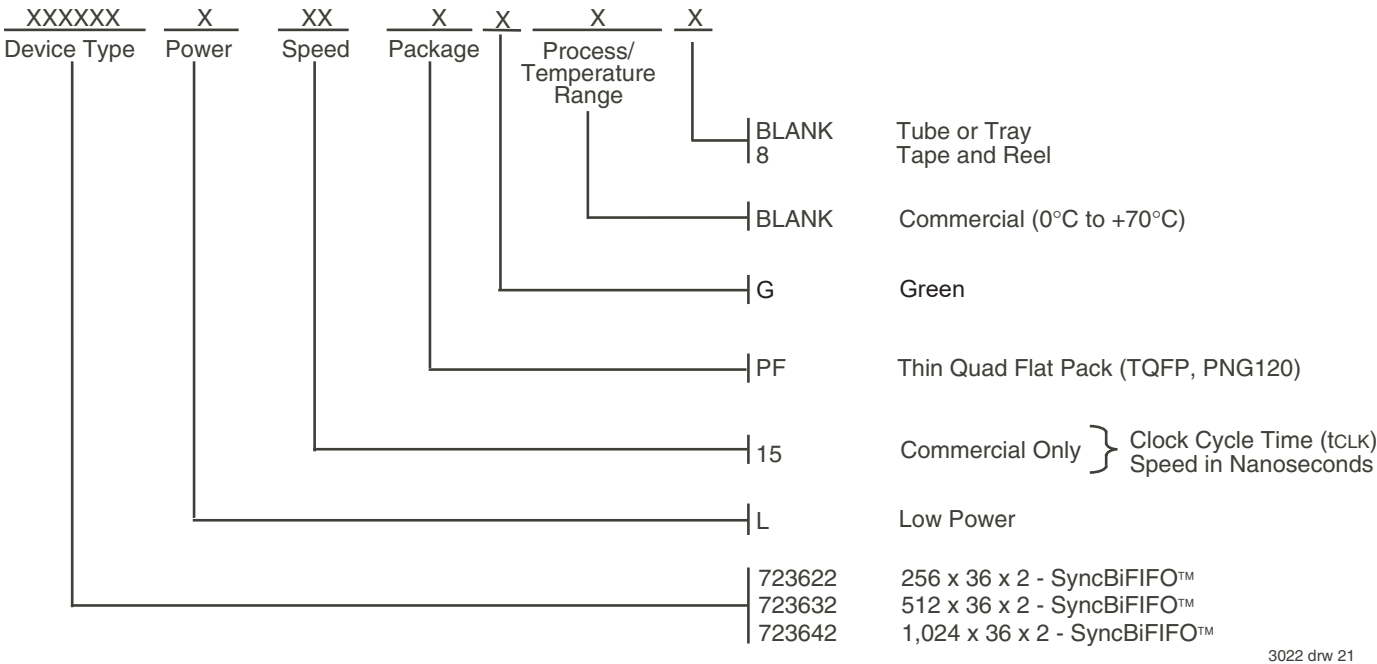 XXXXXX X XX X X X X
Device Type Power Speed Package Process/
Temperature
Range
BLANK Tube or Tray
8 Tape and Reel
BLANK Commercial (0°C to +70°C)
G Green
PF Thin Quad Flat Pack (TQFP, PNG120)
15 Commercial Only Clock Cycle Time (tCLK)
Speed in Nanoseconds
L Low Power
723622 256 x 36 x 2 - SyncBiFIFO™
723632 512 x 36 x 2 - SyncBiFIFO™
723642 1,024 x 36 x 2 - SyncBiFIFO™
3022 drw 21